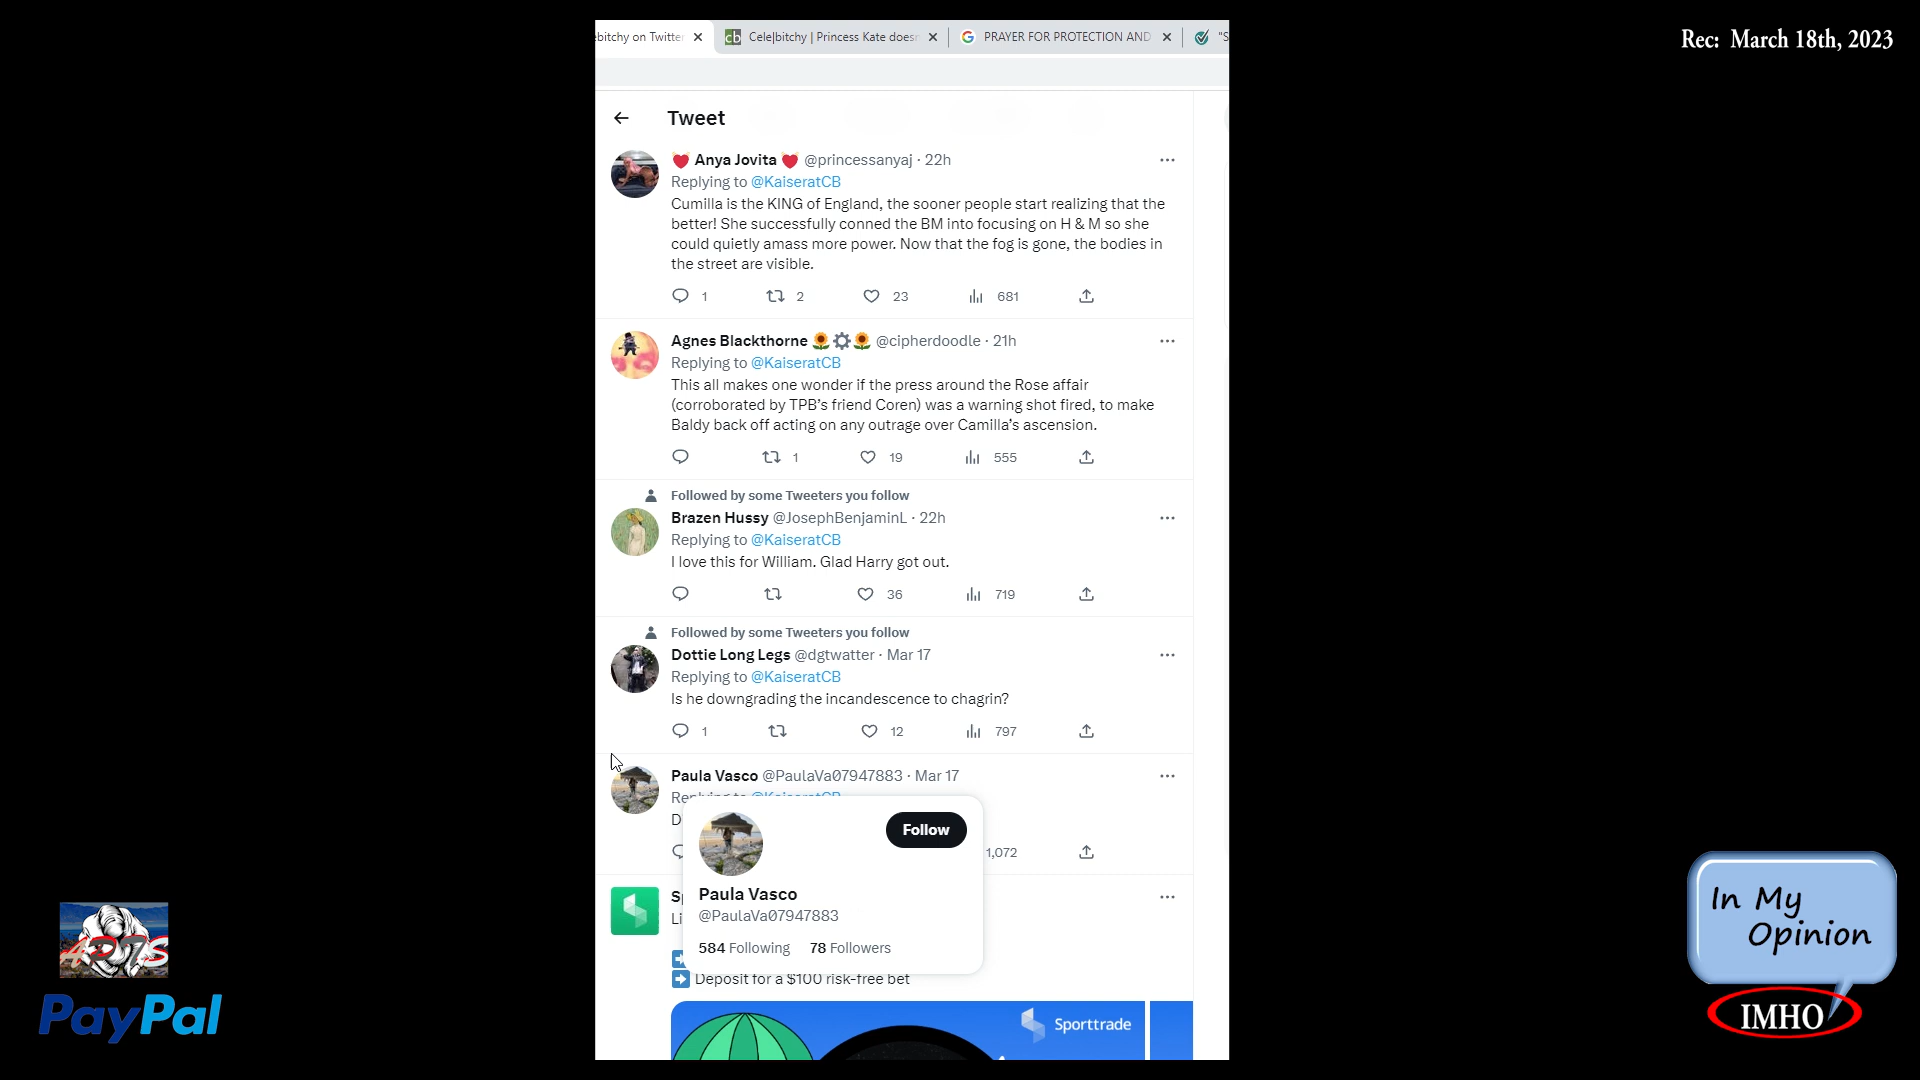 ebitchy on Twitter
cb Cele|bitchy | Princess Kate doesn
PRAYER FOR PROTECTION AND
"S
Rec: March 18th, 2023
Tweet
Anya Jovita @princessanyaj · 22h
Replying to @KaiseratCB
Cumilla is the KING of England, the sooner people start realizing that the
better! She successfully conned the BM into focusing on H & M so she
could quietly amass more power. Now that the fog is gone, the bodies in
the street are visible.
1 2 23 681
Agnes Blackthorne @cipherdoodle · 21h
Replying to @KaiseratCB
This all makes one wonder if the press around the Rose affair
(corroborated by TPB's friend Coren) was a warning shot fired, to make
Baldy back off acting on any outrage over Camilla's ascension.
1 19 555
Followed by some Tweeters you follow
Brazen Hussy @JosephBenjaminL · 22h
Replying to @KaiseratCB
I love this for William. Glad Harry got out.
36 719
Followed by some Tweeters you follow
Dottie Long Legs @dgtwatter · Mar 17
Replying to @KaiseratCB
Is he downgrading the incandescence to chagrin?
1 12 797
Paula Vasco @PaulaVa07947883 · Mar 17
Replying to @KaiseratCB
D
1,072
Follow
Paula Vasco
@PaulaVa07947883
584 Following 78 Followers
Sp
Li
Deposit for a $100 risk-free bet
Sporttrade
PayPal
In My
Opinion
IMHO